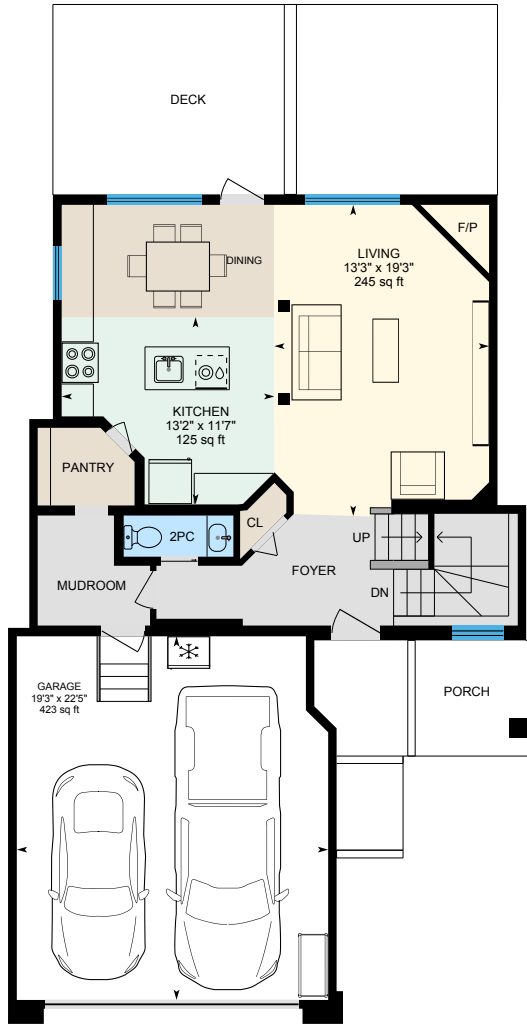 DECK
F/P
LIVING
13'3" x 19'3"
245 sq ft
DINING
KITCHEN
13'2" x 11'7"
125 sq ft
PANTRY
CL
2PC
UP
FOYER
MUDROOM
DN
GARAGE
19'3" x 22'5"
423 sq ft
PORCH